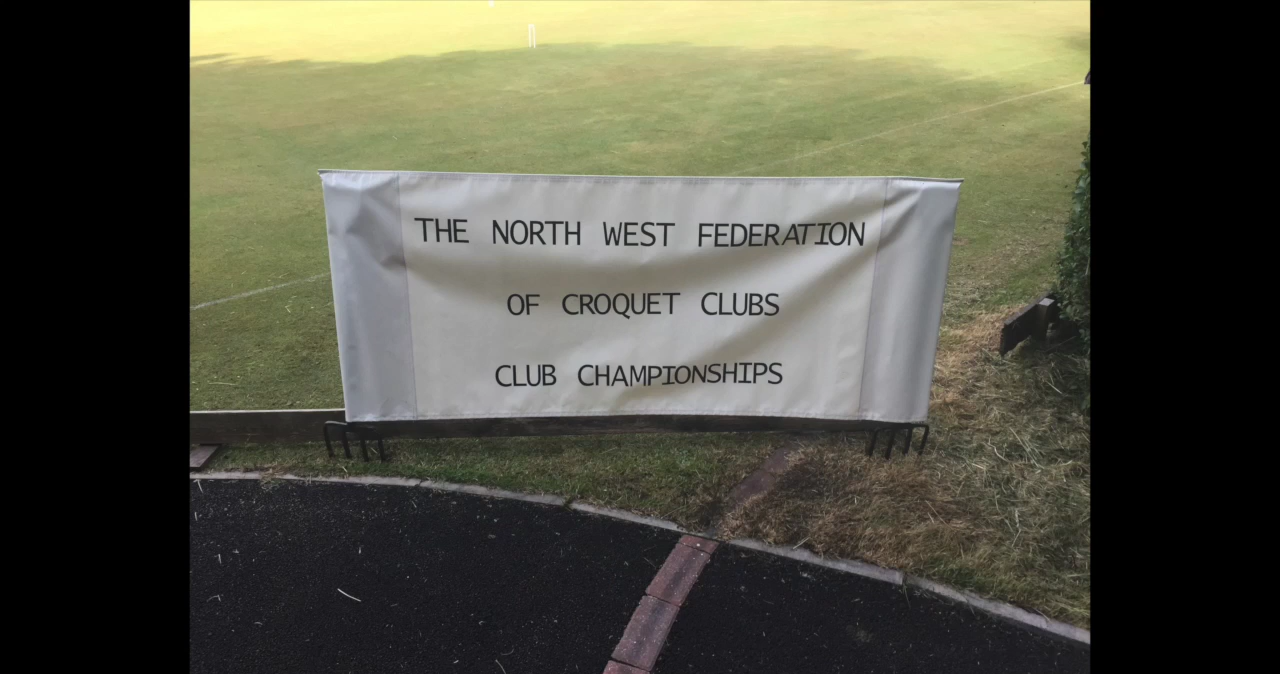 THE NORTH WEST FEDERATION
OF CROQUET CLUBS
CLUB CHAMPIONSHIPS